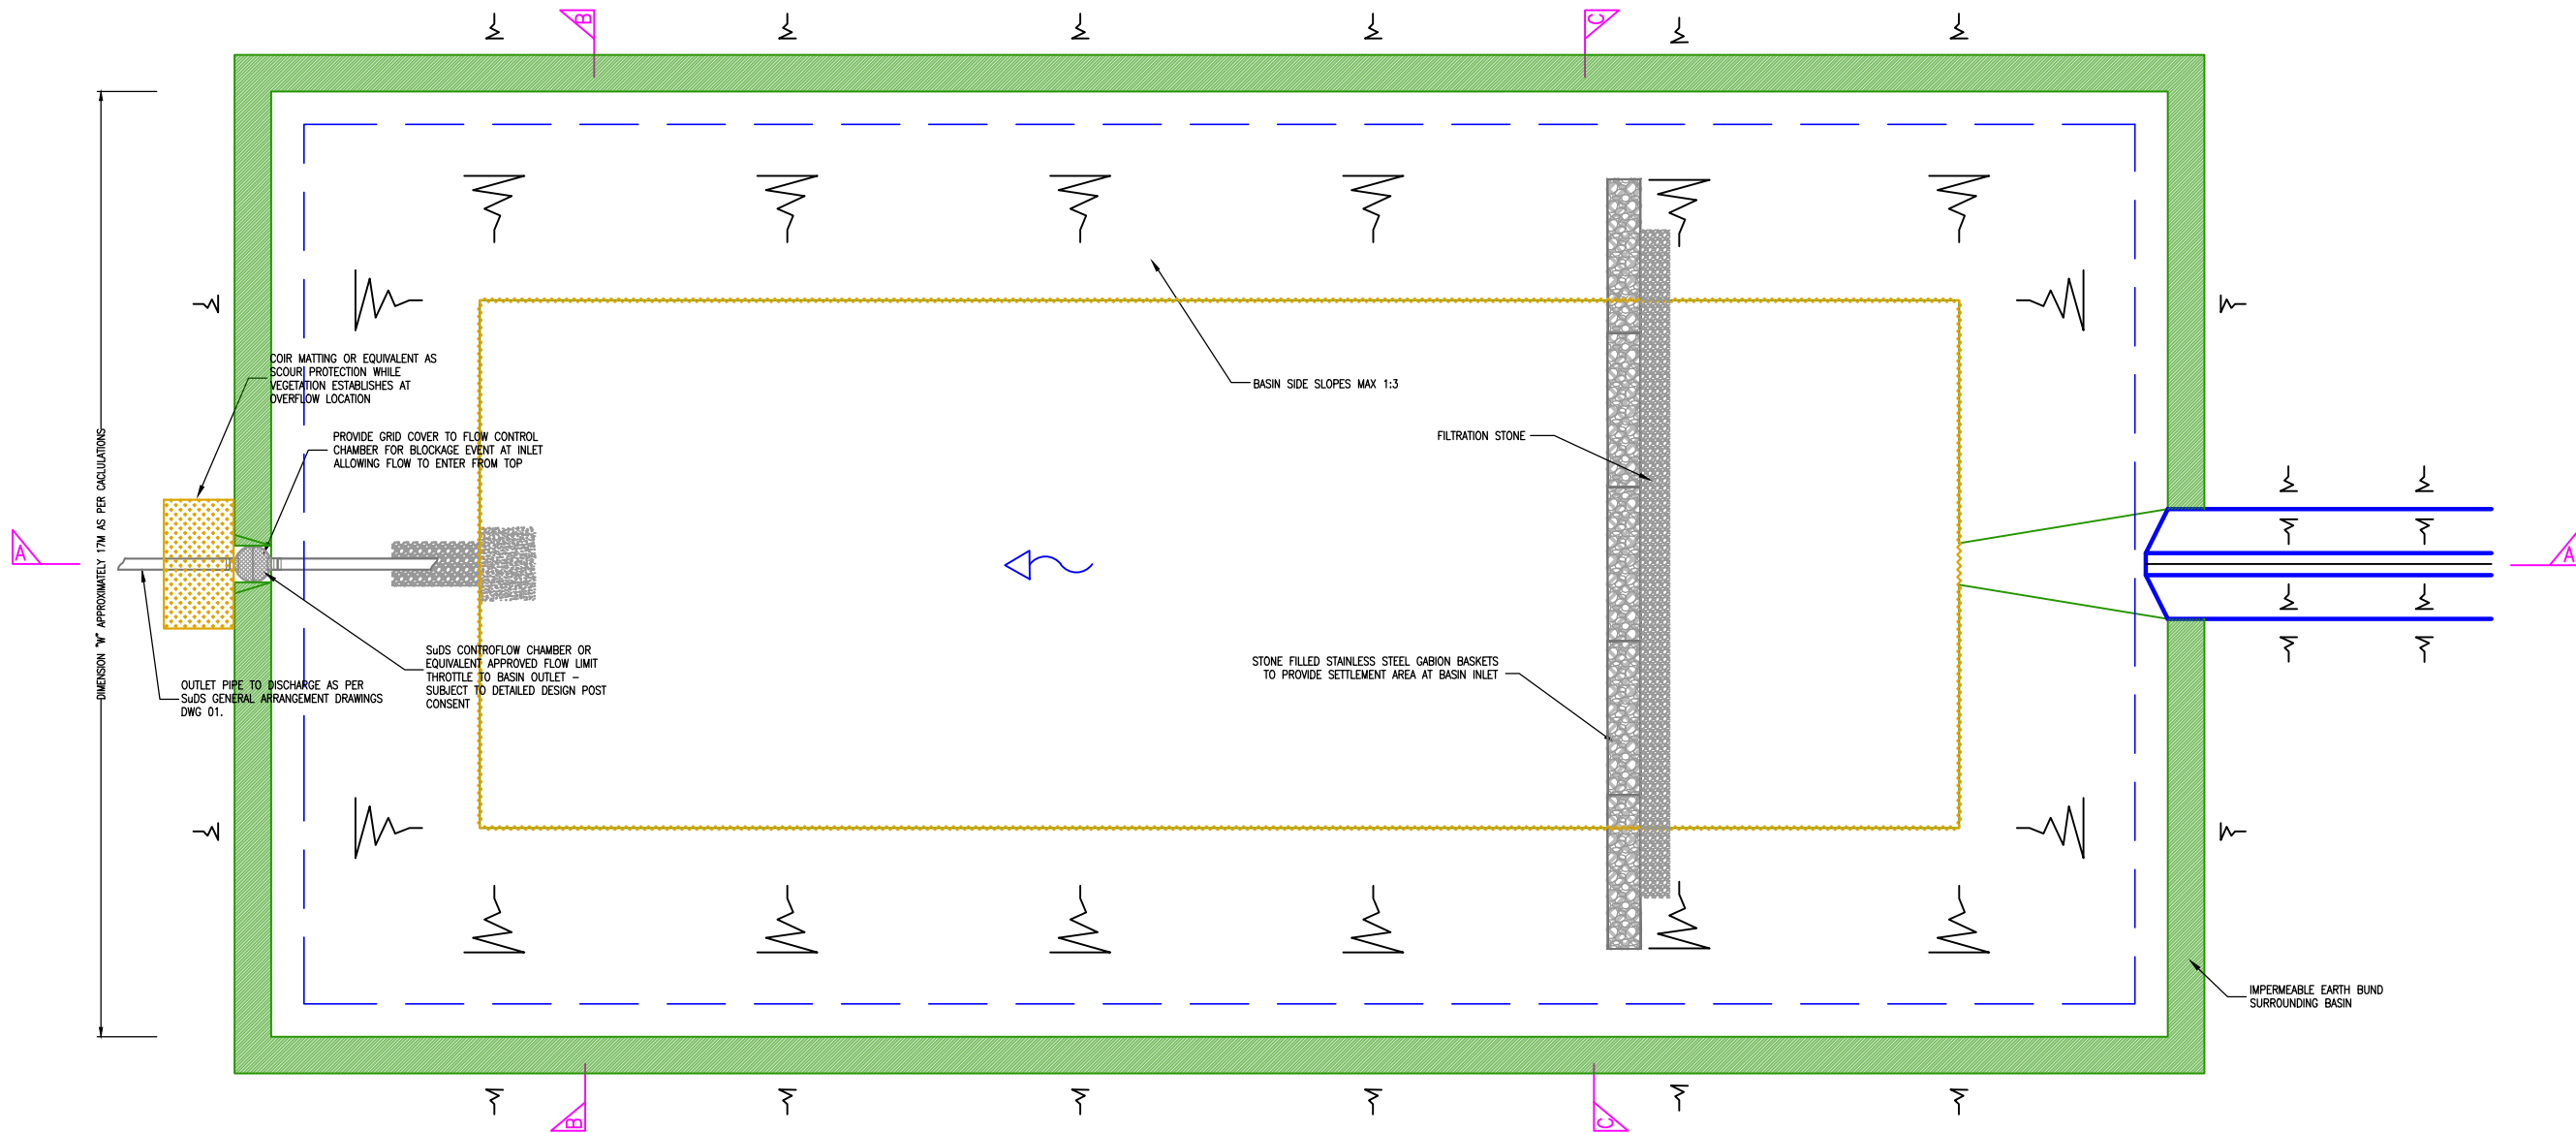 B
C
COIR MATTING OR EQUIVALENT AS
SCOUR PROTECTION WHILE
VEGETATION ESTABLISHES AT
OVERFLOW LOCATION
BASIN SIDE SLOPES MAX 1:3
PROVIDE GRID COVER TO FLOW CONTROL
CHAMBER FOR BLOCKAGE EVENT AT INLET
ALLOWING FLOW TO ENTER FROM TOP
FILTRATION STONE
DIMENSION "W" APPROXIMATELY 17M AS PER CACLULATIONS
A
A
SuDS CONTROFLOW CHAMBER OR
EQUIVALENT APPROVED FLOW LIMIT
THROTTLE TO BASIN OUTLET –
SUBJECT TO DETAILED DESIGN POST
CONSENT
STONE FILLED STAINLESS STEEL GABION BASKETS
TO PROVIDE SETTLEMENT AREA AT BASIN INLET
OUTLET PIPE TO DISCHARGE AS PER
SuDS GENERAL ARRANGEMENT DRAWINGS
DWG 01.
IMPERMEABLE EARTH BUND
SURROUNDING BASIN
B
C